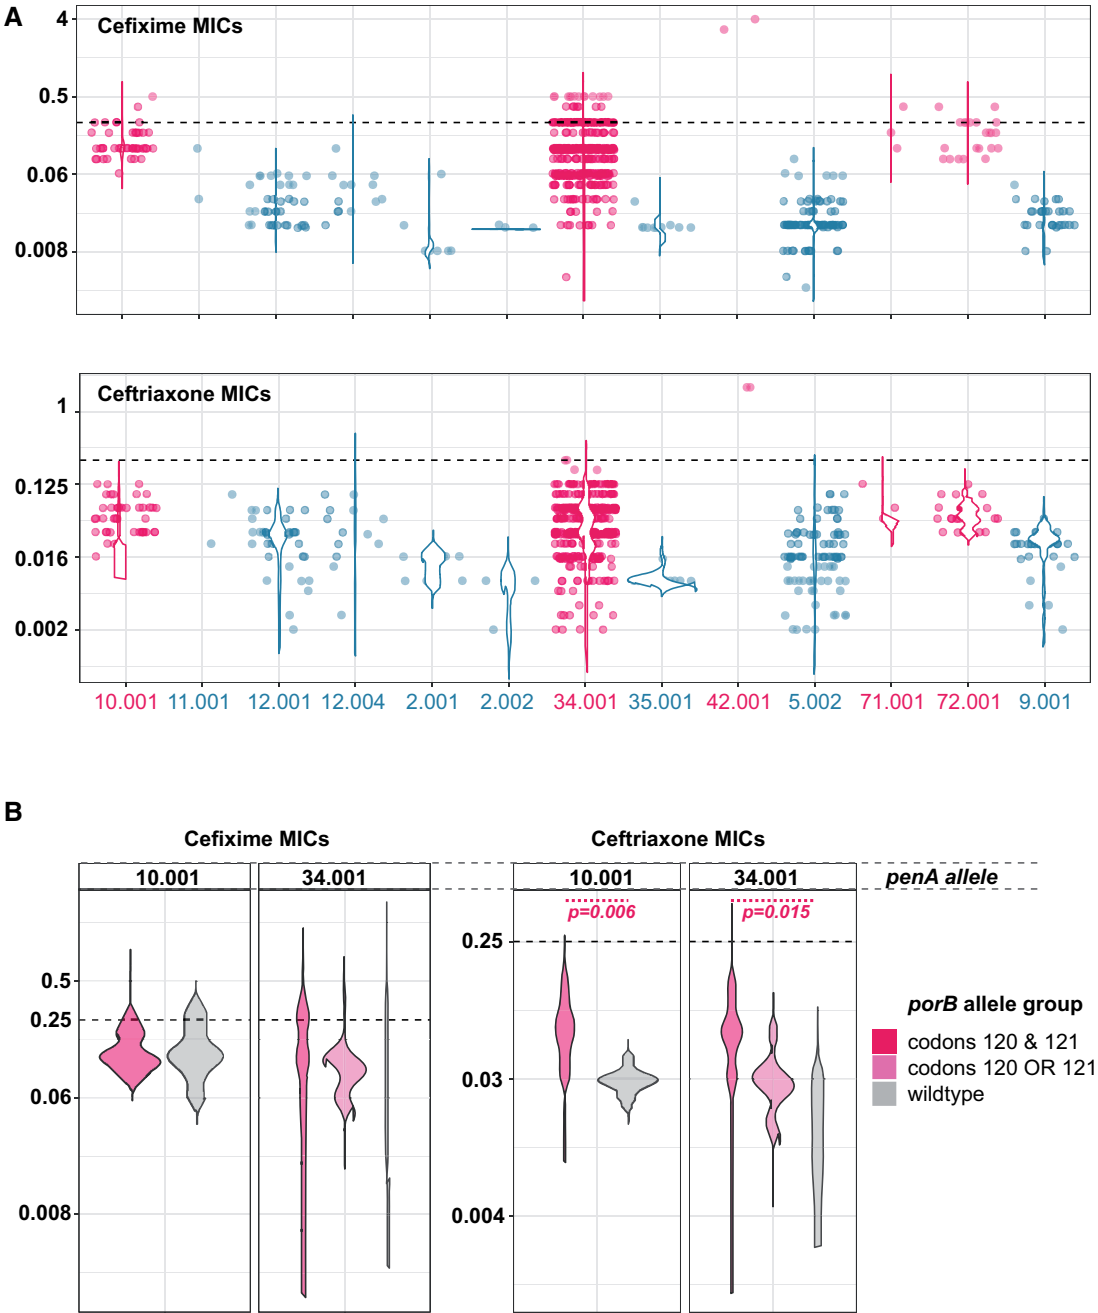 A
Cefixime MICs
4
0.5
0.06
0.008
Ceftriaxone MICs
1
0.125
0.016
0.002
10.001 11.001 12.001 12.004 2.001 2.002 34.001 35.001 42.001 5.002 71.001 72.001 9.001
B
Cefixime MICs
10.001 34.001
0.5
0.25
0.06
0.008
Ceftriaxone MICs
10.001 34.001 penA allele
p=0.006 p=0.015
0.25
0.03
0.004
porB allele group
codons 120 & 121
codons 120 OR 121
wildtype